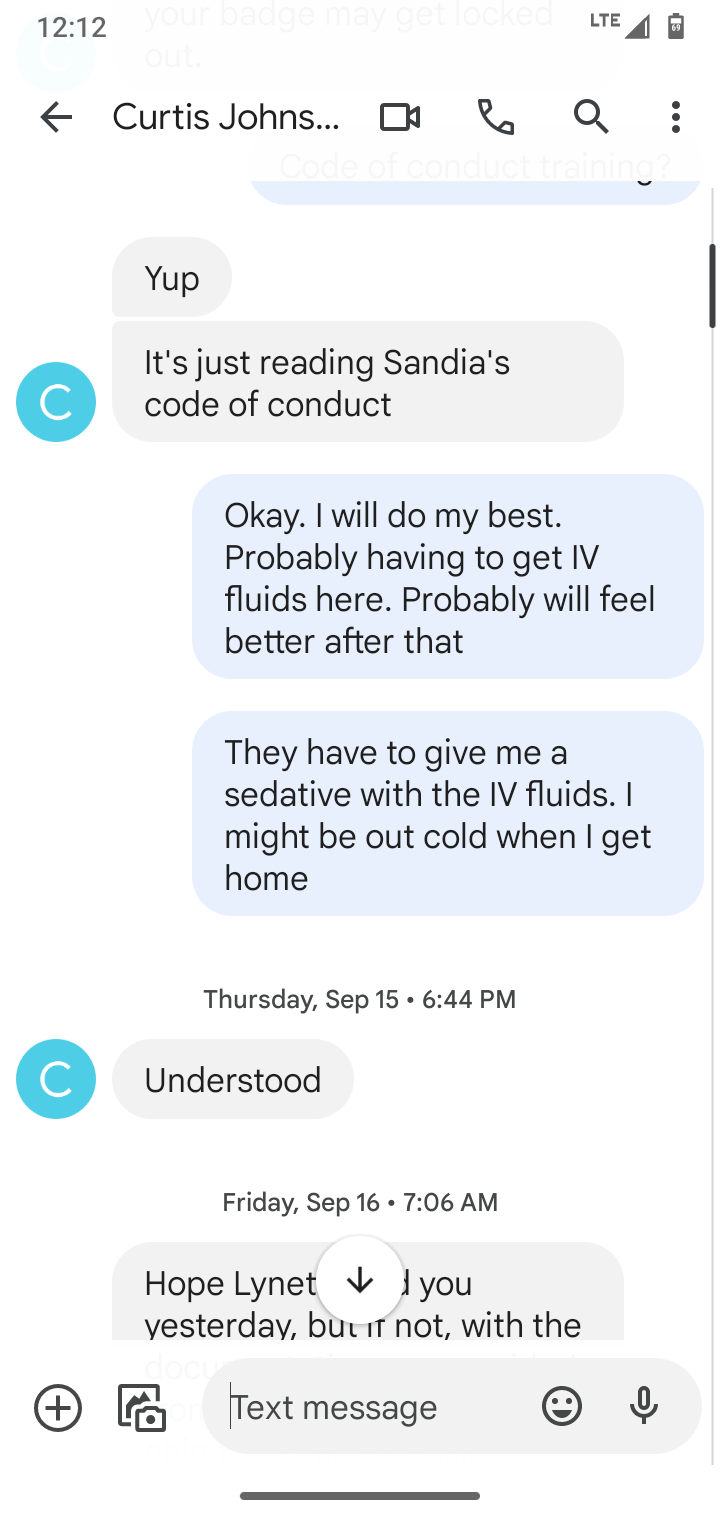 12:12
LTE
69
your badge may get locked
out.
Curtis Johns...
Code of conduct training?
Yup
It's just reading Sandia's
code of conduct
C
Okay. I will do my best.
Probably having to get IV
fluids here. Probably will feel
better after that
They have to give me a
sedative with the IV fluids. I
might be out cold when I get
home
Thursday, Sep 15 • 6:44 PM
C
Understood
Friday, Sep 16 • 7:06 AM
Hope you
yesterday, but if not, with the
Text message